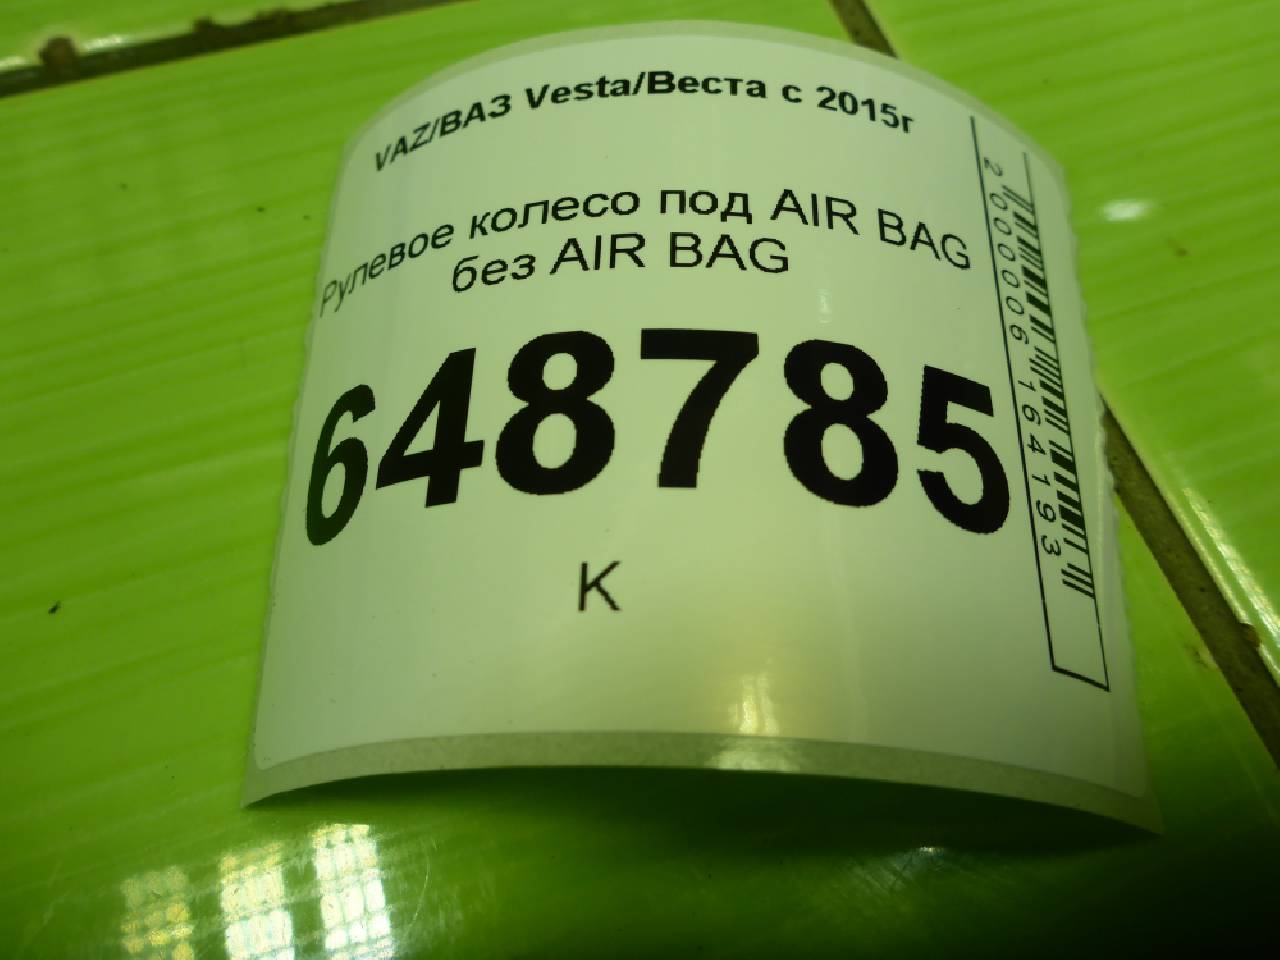 VAZ/ВАЗ Vesta/Веста с 2015г
Рулевое колесо под AIR BAG
без AIR BAG
648785
К
2000006164193